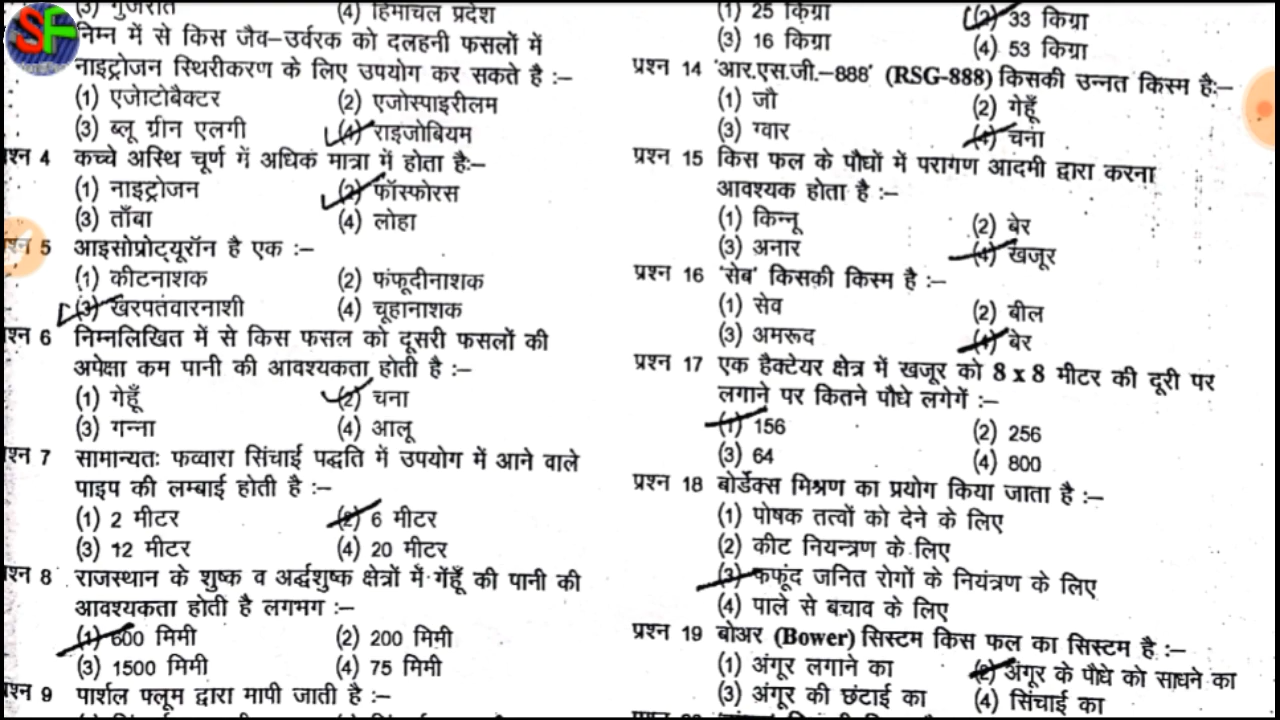 SF
(3) गुजरात (4) हिमाचल प्रदेश
निम्न में से किस जैव-उर्वरक को दलहनी फसलों में
नाइट्रोजन स्थिरीकरण के लिए उपयोग कर सकते है :–
(1) एजोटोबैक्टर (2) एजोस्पाइरीलम
(3) ब्लू ग्रीन एलगी (4) राइजोबियम
श्न 4 कच्चे अस्थि चूर्ण में अधिक मात्रा में होता है:–
(1) नाइट्रोजन (2) फॉस्फोरस
(3) ताँबा (4) लोहा
श्न 5 आइसोप्रोट्यूरॉन है एक :–
(1) कीटनाशक (2) फंफूदीनाशक
(3) खरपतवारनाशी (4) चूहानाशक
श्न 6 निम्नलिखित में से किस फसल को दूसरी फसलों की
अपेक्षा कम पानी की आवश्यकता होती है :–
(1) गेहूँ (2) चना
(3) गन्ना (4) आलू
श्न 7 सामान्यतः फव्वारा सिंचाई पद्धति में उपयोग में आने वाले
पाइप की लम्बाई होती है :–
(1) 2 मीटर (2) 6 मीटर
(3) 12 मीटर (4) 20 मीटर
श्न 8 राजस्थान के शुष्क व अर्द्धशुष्क क्षेत्रों में गेंहूँ की पानी की
आवश्यकता होती है लगभग :–
(1) 600 मिमी (2) 200 मिमी
(3) 1500 मिमी (4) 75 मिमी
श्न 9 पार्शल फ्लूम द्वारा मापी जाती है :–
(1) 25 किग्रा (2) 33 किग्रा
(3) 16 किग्रा (4) 53 किग्रा
प्रश्न 14 'आर.एस.जी.–888' (RSG-888) किसकी उन्नत किस्म है:–
(1) जौ (2) गेहूँ
(3) ग्वार (4) चना
प्रश्न 15 किस फल के पौघों में परागण आदमी द्वारा करना
आवश्यक होता है :–
(1) किन्नू (2) बेर
(3) अनार (4) खजूर
प्रश्न 16 'सेब' किसकी किस्म है :–
(1) सेव (2) बील
(3) अमरूद (4) बेर
प्रश्न 17 एक हैक्टेयर क्षेत्र में खजूर को 8 x 8 मीटर की दूरी पर
लगाने पर कितने पौघे लगेगें :–
(1) 156 (2) 256
(3) 64 (4) 800
प्रश्न 18 बोर्डेक्स मिश्रण का प्रयोग किया जाता है :–
(1) पोषक तत्वों को देने के लिए
(2) कीट नियन्त्रण के लिए
(3) फफूंद जनित रोगों के नियंत्रण के लिए
(4) पाले से बचाव के लिए
प्रश्न 19 बोअर (Bower) सिस्टम किस फल का सिस्टम है :–
(1) अंगूर लगाने का (2) अंगूर के पौधे को साधने का
(3) अंगूर की छंटाई का (4) सिंचाई का